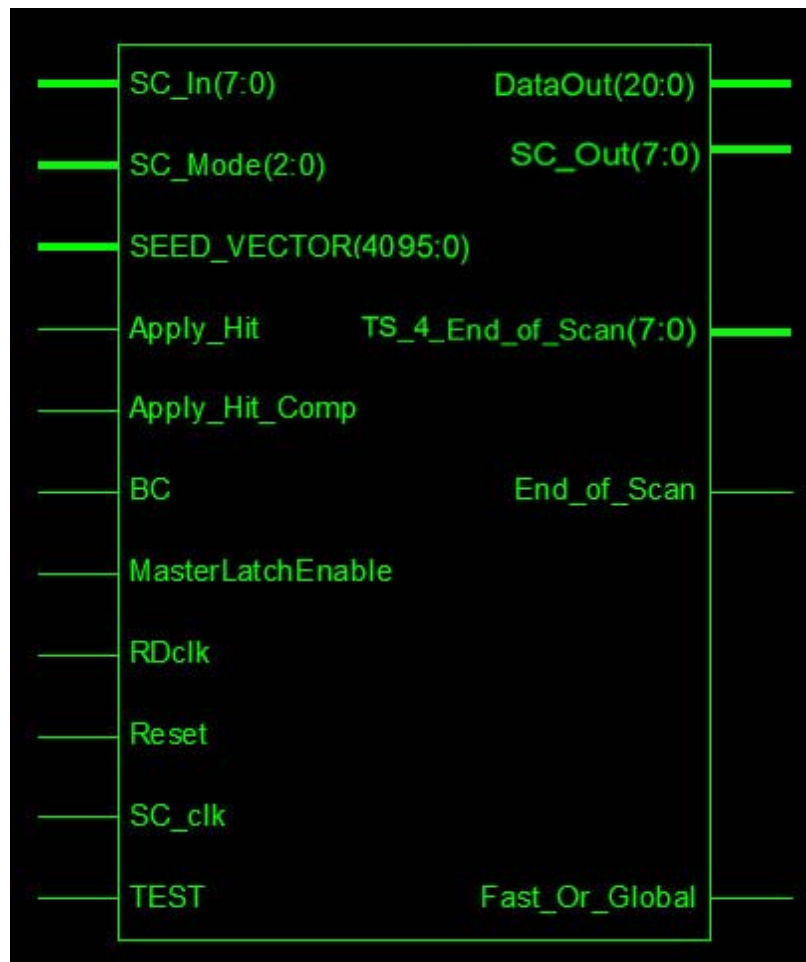 SC_In(7:0) DataOut(20:0)
SC_Mode(2:0) SC_Out(7:0)
SEED_VECTOR(4095:0)
Apply_Hit TS_4_End_of_Scan(7:0)
Apply_Hit_Comp
BC End_of_Scan
MasterLatchEnable
RDclk
Reset
SC_clk
TEST Fast_Or_Global